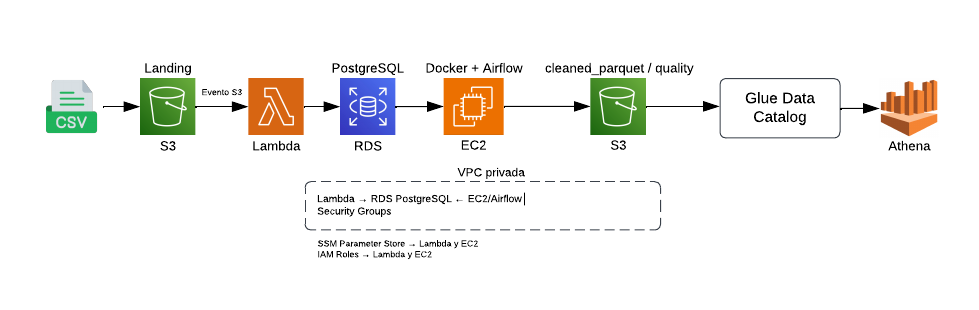 Landing
PostgreSQL
Docker + Airflow
cleaned_parquet / quality
Evento S3
CSV
Glue Data
Catalog
S3
Lambda
RDS
EC2
S3
Athena
VPC privada
Lambda → RDS PostgreSQL ← EC2/Airflow
Security Groups
SSM Parameter Store → Lambda y EC2
IAM Roles → Lambda y EC2